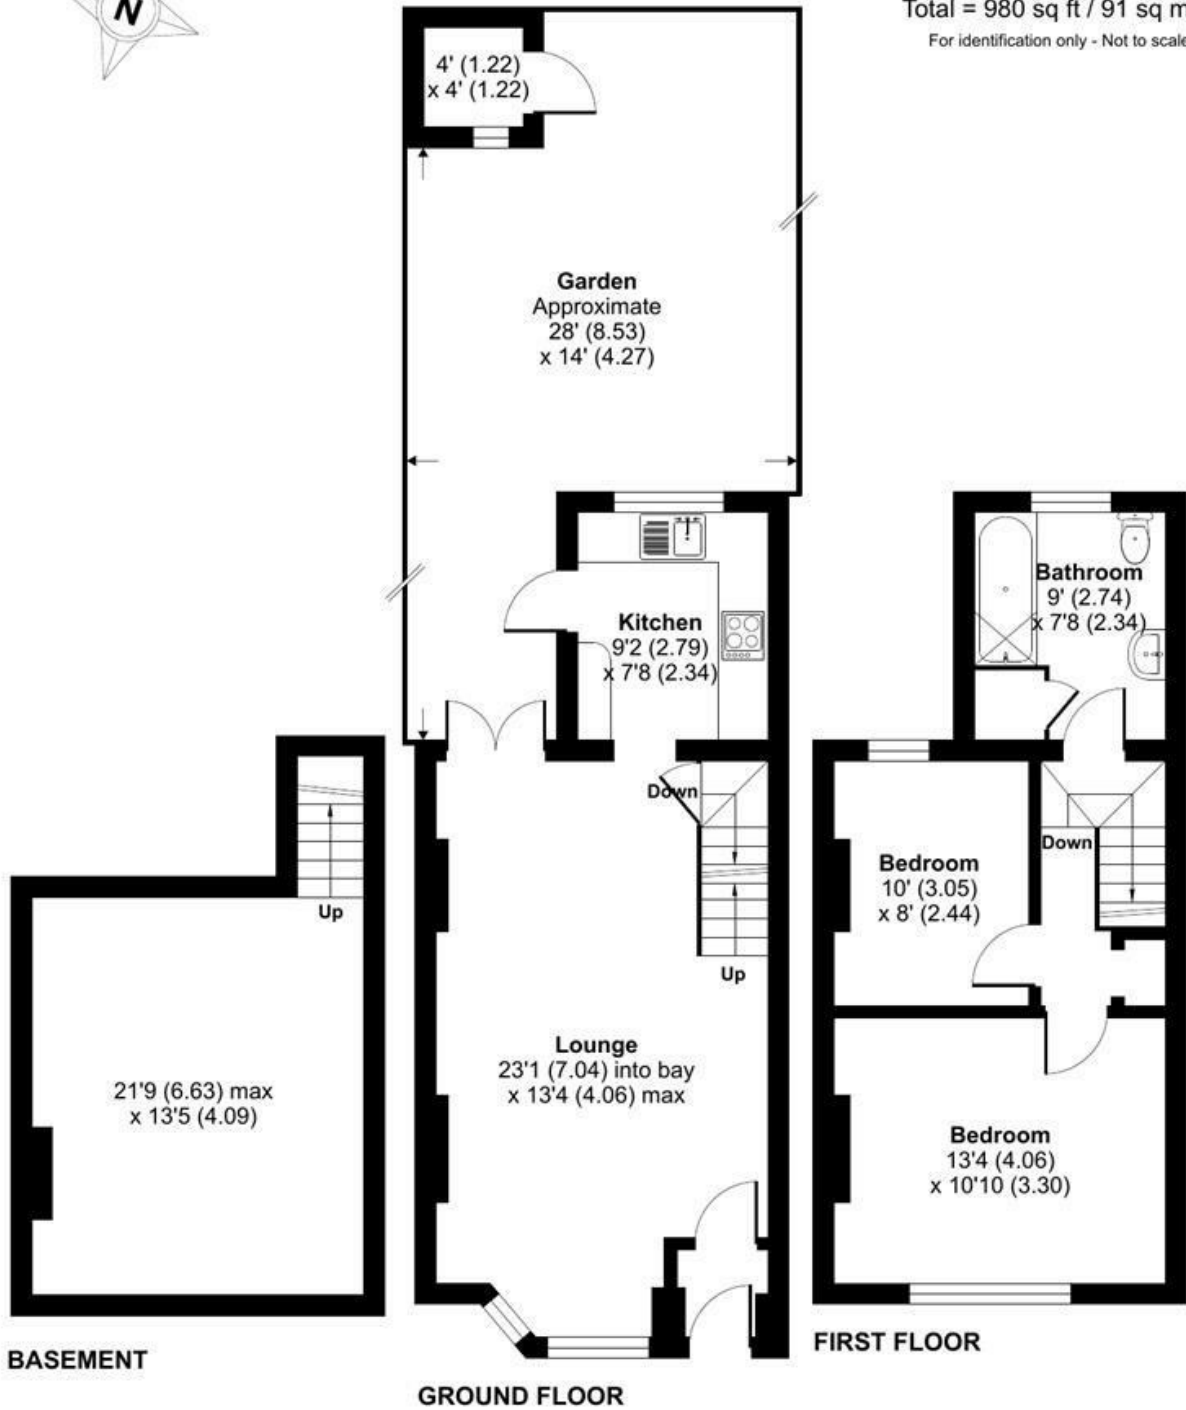 N
Total = 980 sq ft / 91 sq m
For identification only - Not to scale
4' (1.22)
x 4' (1.22)
Garden
Approximate
28' (8.53)
x 14' (4.27)
Kitchen
9'2 (2.79)
x 7'8 (2.34)
Down
Up
Lounge
23'1 (7.04) into bay
x 13'4 (4.06) max
GROUND FLOOR
Up
21'9 (6.63) max
x 13'5 (4.09)
BASEMENT
Bathroom
9' (2.74)
x 7'8 (2.34)
Down
Bedroom
10' (3.05)
x 8' (2.44)
Bedroom
13'4 (4.06)
x 10'10 (3.30)
FIRST FLOOR